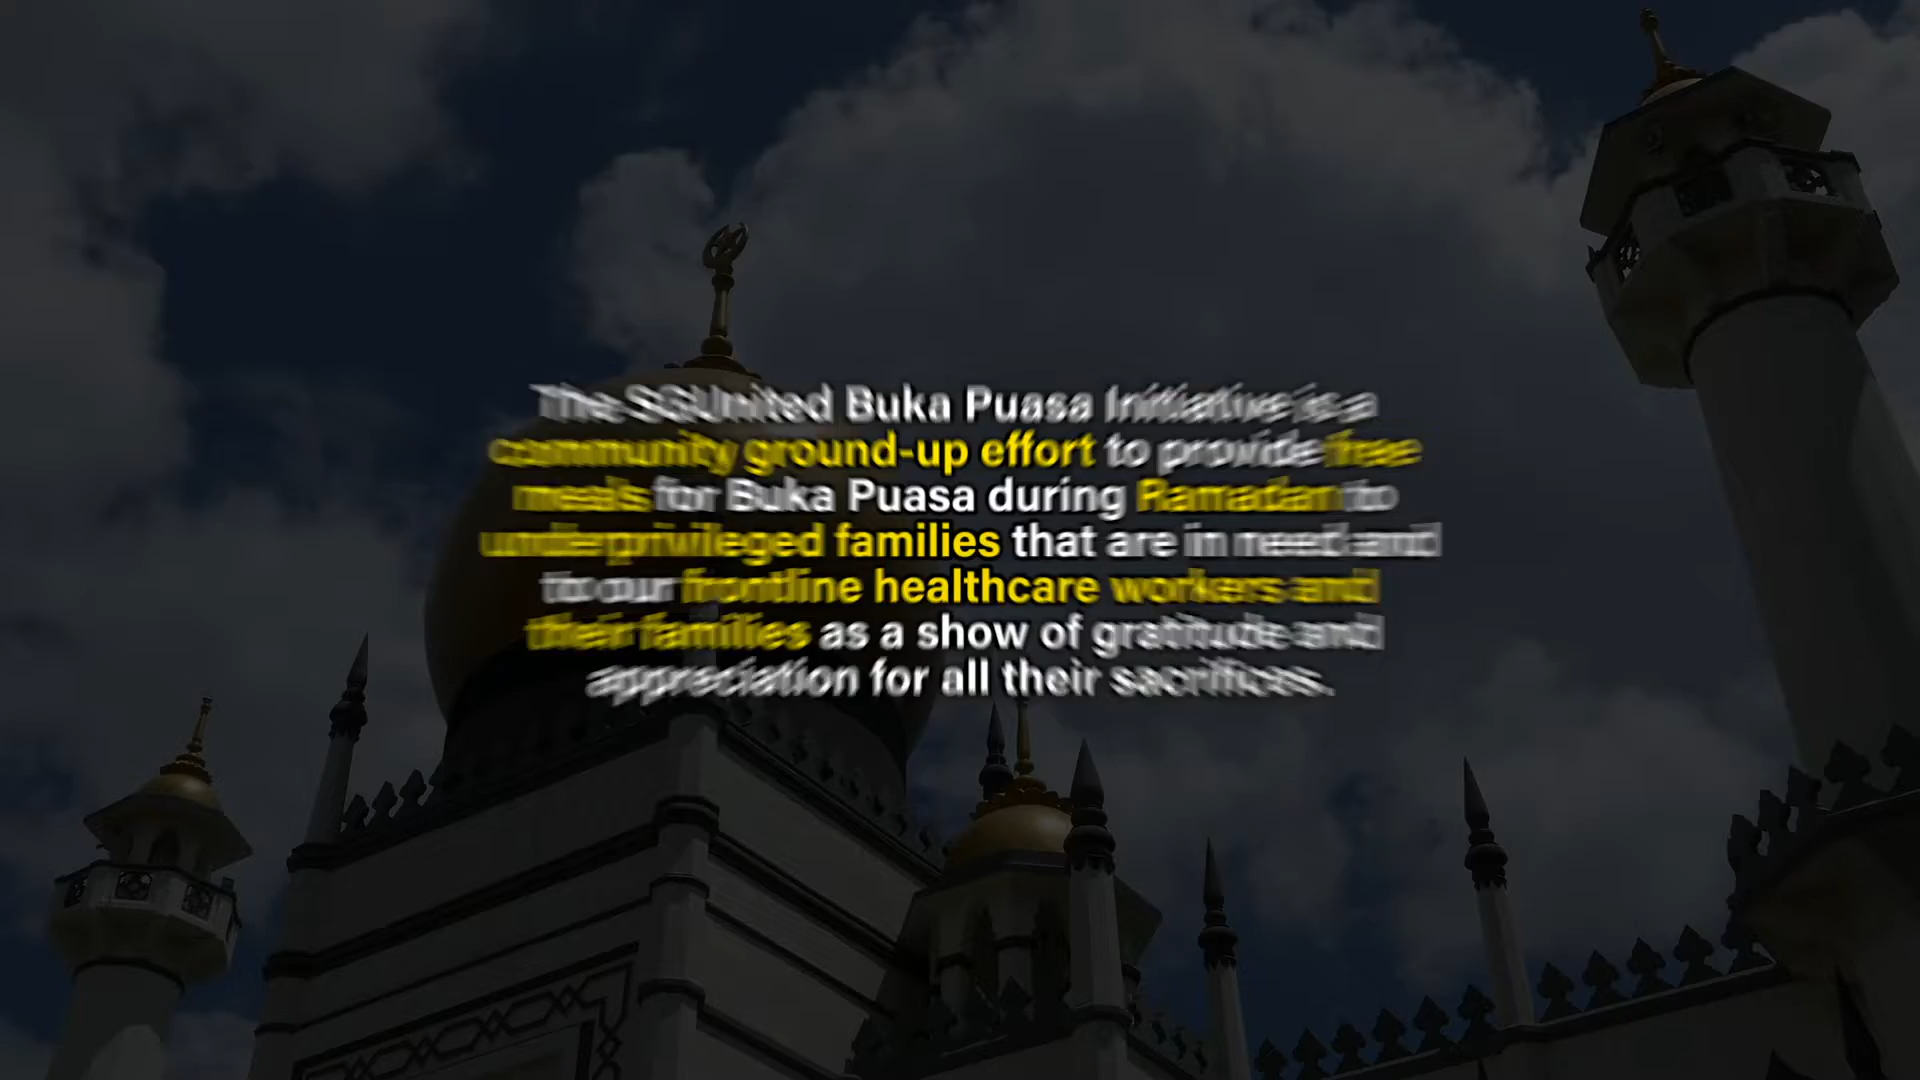 The SGUnited Buka Puasa Initiative is a
community ground-up effort to provide free
meals for Buka Puasa during Ramadan to
underprivileged families that are in need and
to our frontline healthcare workers and
their families as a show of gratitude and
appreciation for all their sacrifices.